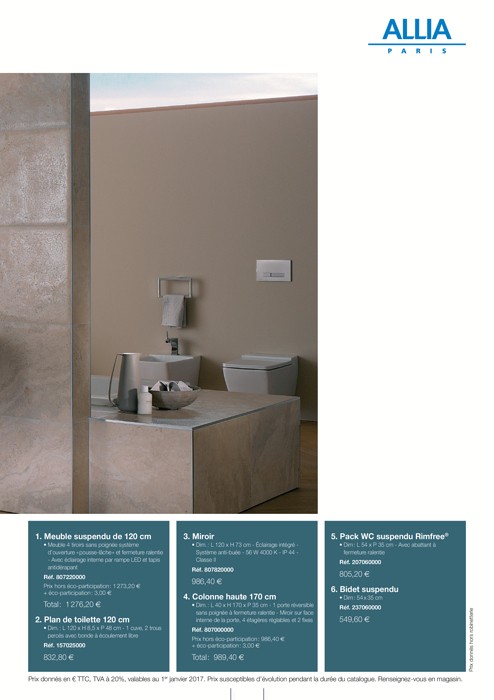 ALLIA
PARIS
1. Meuble suspendu de 120 cm
• Meuble 4 tiroirs sans poignée système
d'ouverture «pousse-lâche» et fermeture ralentie
- Avec éclairage interne par rampe LED et tapis
antidérapant
Réf. 807220000
Prix hors éco-participation : 1 273,20 €
+ éco-participation : 3,00 €
Total : 1 276,20 €
2. Plan de toilette 120 cm
• Dim : L 120 x H 8,5 x P 48 cm - 1 cuve, 2 trous
percés avec bonde à écoulement libre
Réf. 157025000
832,80 €
3. Miroir
• Dim. : L 120 x H 73 cm - Éclairage intégré -
Système anti-buée - 56 W 4000 K - IP 44 -
Classe II
Réf. 807820000
986,40 €
4. Colonne haute 170 cm
• Dim. : L 40 x H 170 x P 35 cm - 1 porte réversible
sans poignée à fermeture ralentie - Miroir sur face
interne de la porte. 4 étagères réglables et 2 fixes
Réf. 807000000
Prix hors éco-participation : 986,40 €
+ éco-participation : 3,00 €
Total : 989,40 €
5. Pack WC suspendu Rimfree®
• Dim : L 54 x P 35 cm - Avec abattant à
fermeture ralentie
Réf. 207060000
805,20 €
6. Bidet suspendu
• Dim : 54x35 cm
Réf. 237060000
549,60 €
Prix donnés hors robinetterie
Prix donnés en € TTC, TVA à 20%, valables au 1er janvier 2017. Prix susceptibles d'évolution pendant la durée du catalogue. Renseignez-vous en magasin.